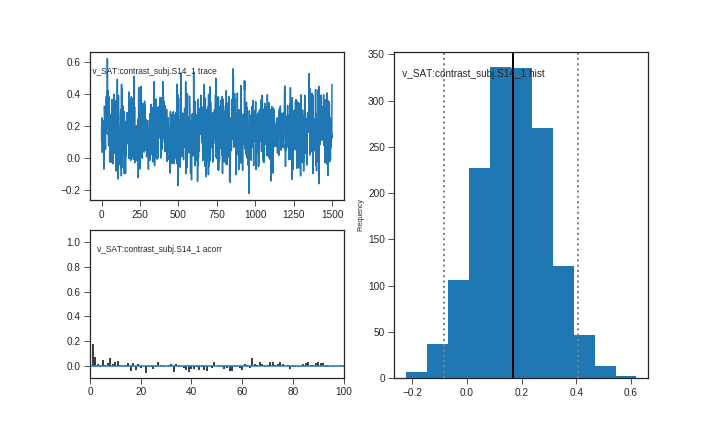 v_SAT:contrast_subj.S14_1 trace
0.6
0.4
0.2
0.0
−0.2
0 250 500 750 1000 1250 1500
v_SAT:contrast_subj.S14_1 acorr
1.0
0.8
0.6
0.4
0.2
0.0
0 20 40 60 80 100
v_SAT:contrast_subj.S14_1 hist
Frequency
350
300
250
200
150
100
50
0
−0.2 0.0 0.2 0.4 0.6